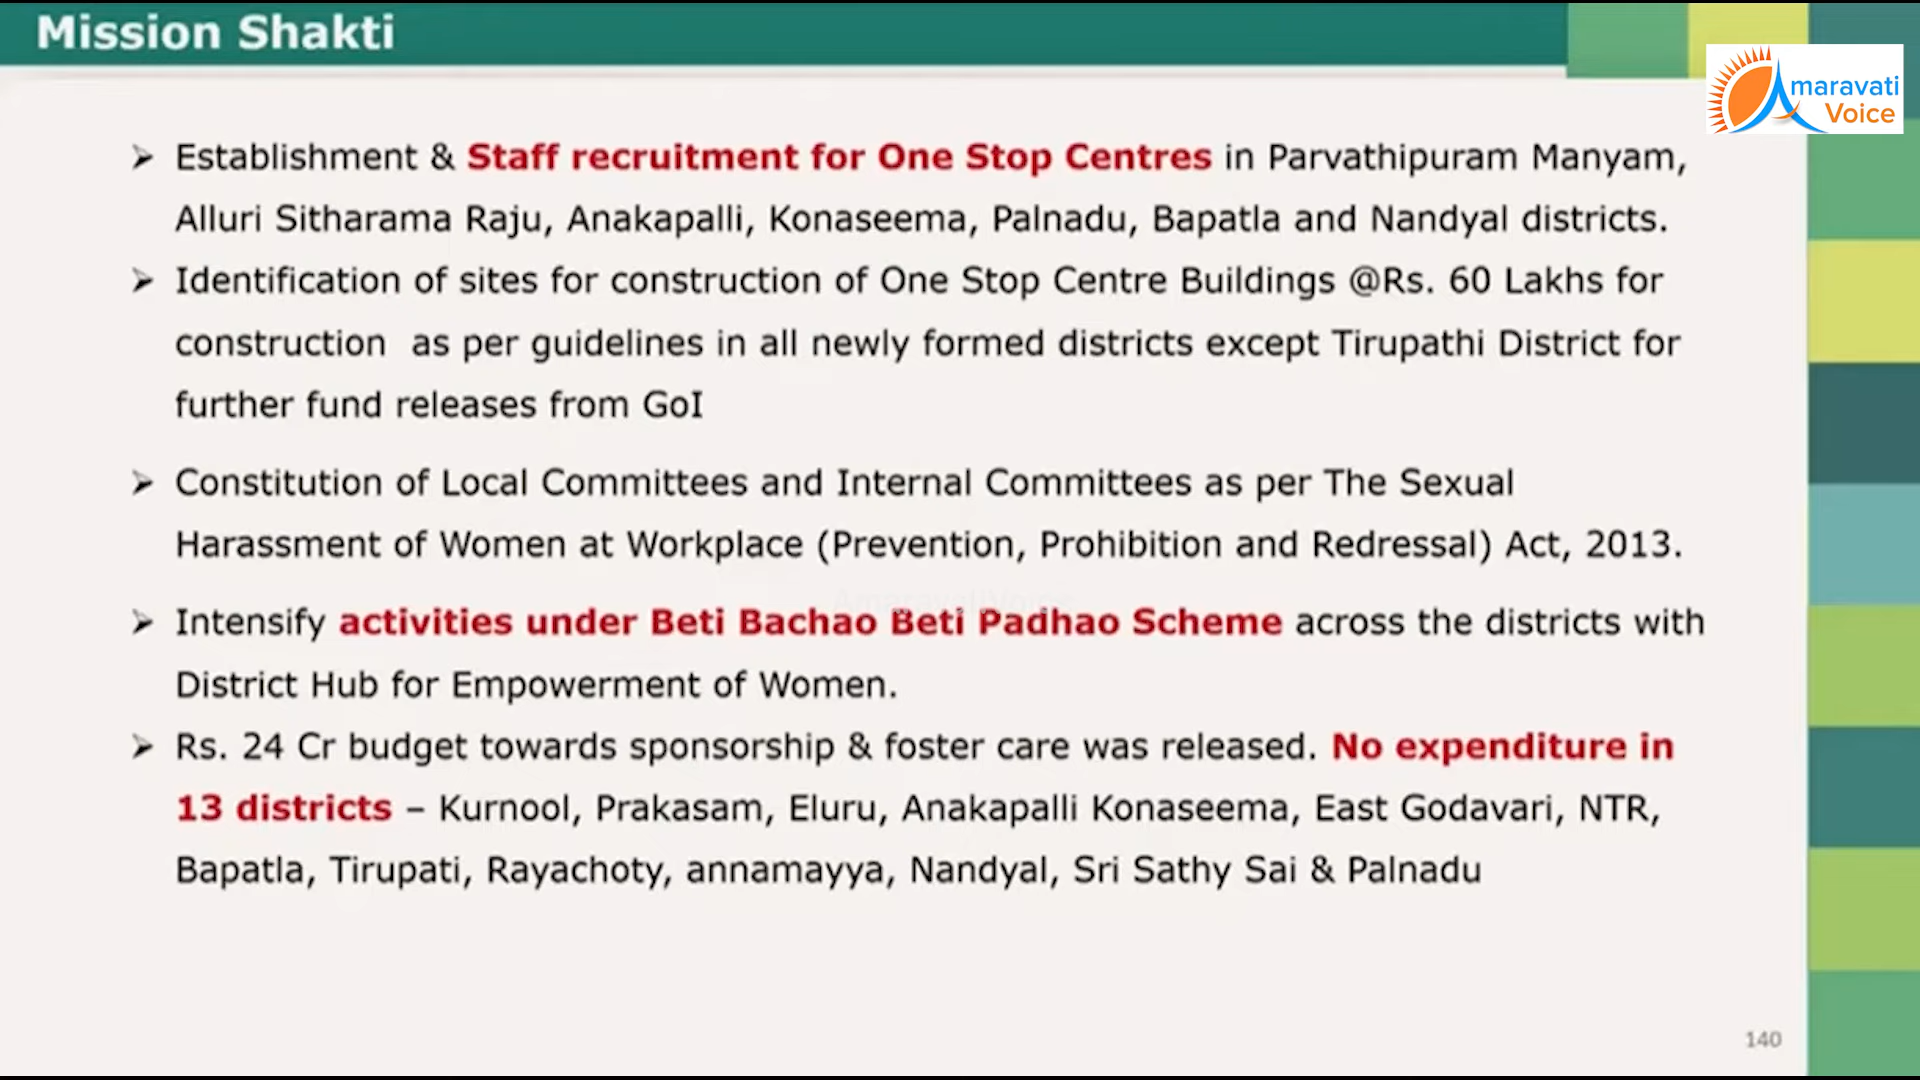 Mission Shakti
Amaravati
Voice
➢ Establishment & Staff recruitment for One Stop Centres in Parvathipuram Manyam,
Alluri Sitharama Raju, Anakapalli, Konaseema, Palnadu, Bapatla and Nandyal districts.
➢ Identification of sites for construction of One Stop Centre Buildings @Rs. 60 Lakhs for
construction as per guidelines in all newly formed districts except Tirupathi District for
further fund releases from GoI
➢ Constitution of Local Committees and Internal Committees as per The Sexual
Harassment of Women at Workplace (Prevention, Prohibition and Redressal) Act, 2013.
AmaravatiVoice
➢ Intensify activities under Beti Bachao Beti Padhao Scheme across the districts with
District Hub for Empowerment of Women.
➢ Rs. 24 Cr budget towards sponsorship & foster care was released. No expenditure in
13 districts – Kurnool, Prakasam, Eluru, Anakapalli Konaseema, East Godavari, NTR,
Bapatla, Tirupati, Rayachoty, annamayya, Nandyal, Sri Sathy Sai & Palnadu
140